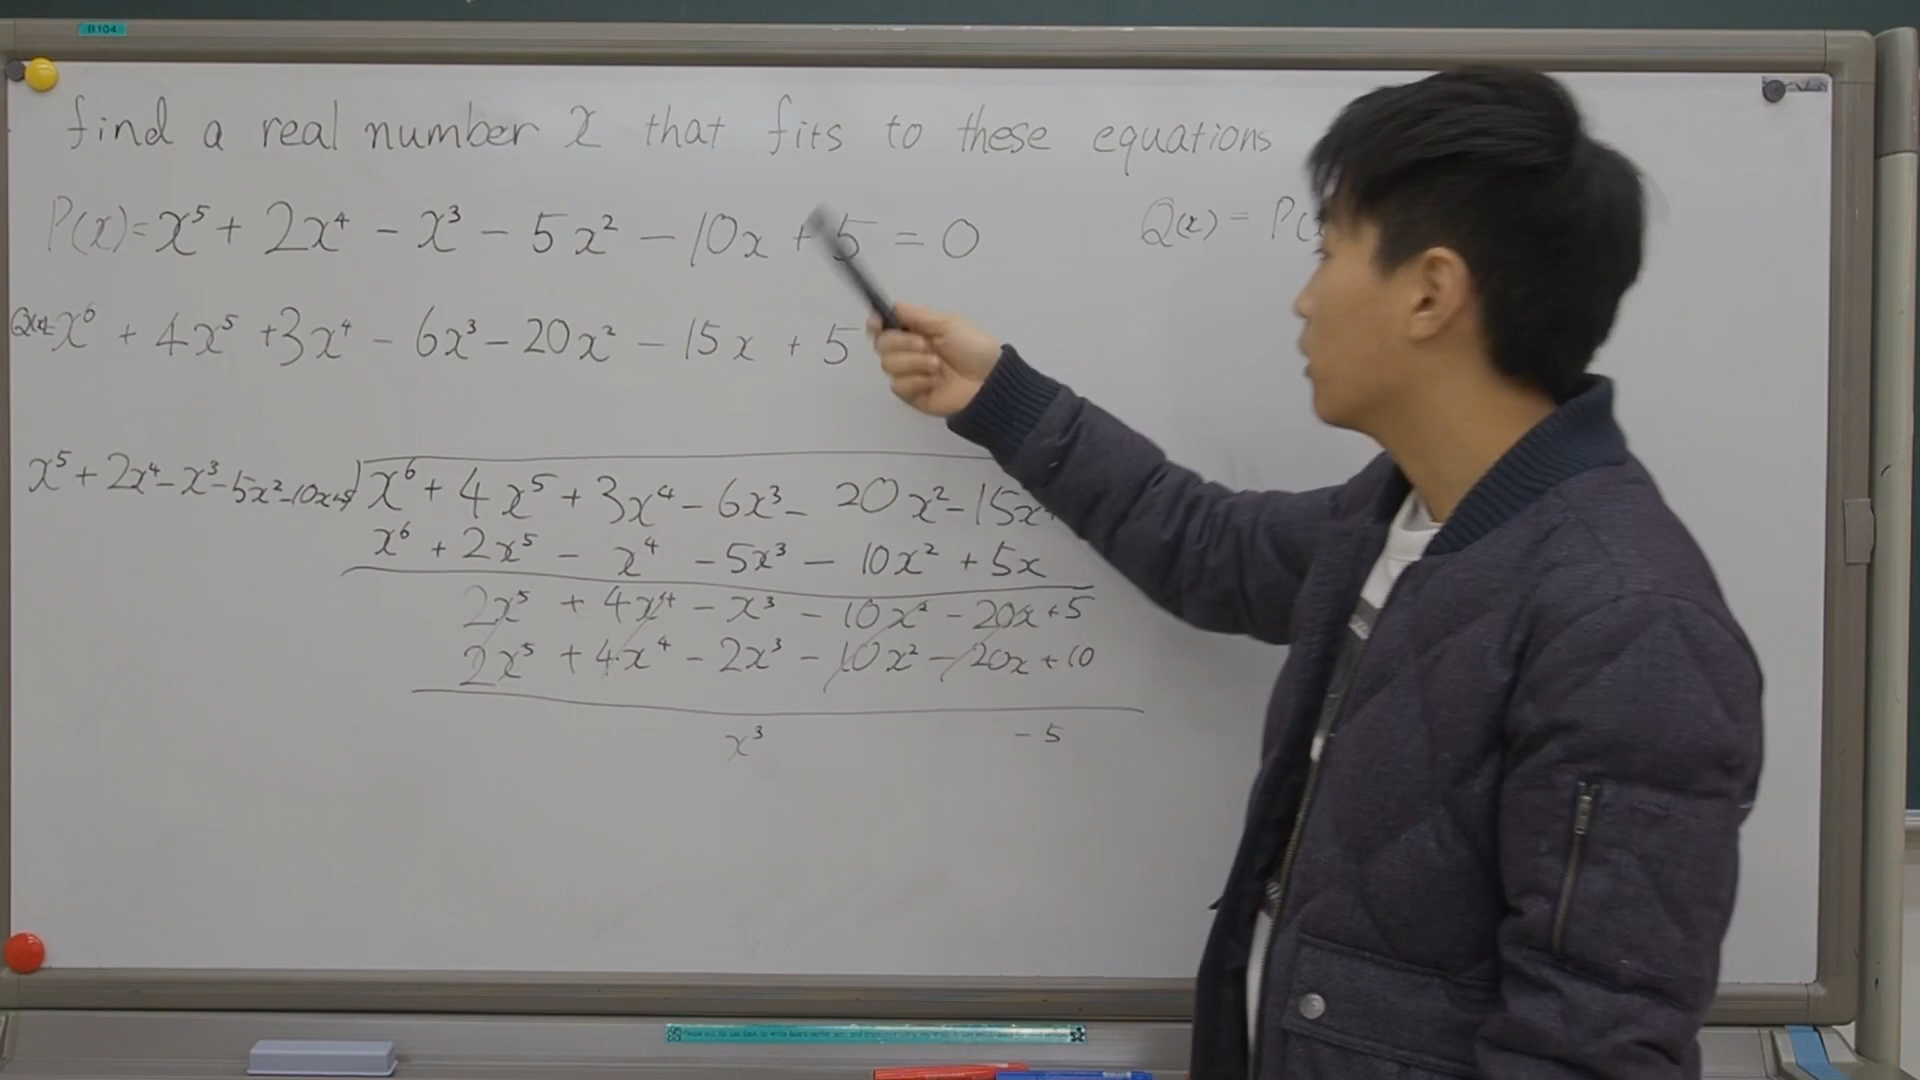 B104
find a real number x that fits to these equations
P(x)=x⁵+ 2x⁴ - x³ - 5x² - 10x + 5 = 0
Q(x) = P(x
Q(x)=x⁶ + 4x⁵ +3x⁴ - 6x³ - 20x² - 15x + 5
x⁵ + 2x⁴ - x³ - 5x² - 10x+5) x⁶ + 4x⁵ + 3x⁴ - 6x³ - 20x² - 15x+
x⁶ + 2x⁵ - x⁴ - 5x³ - 10x² + 5x
2x⁵ + 4x⁴ - x³ - 10x² - 20x + 5
2x⁵ + 4x⁴ - 2x³ - 10x² - 20x + 10
x³ - 5